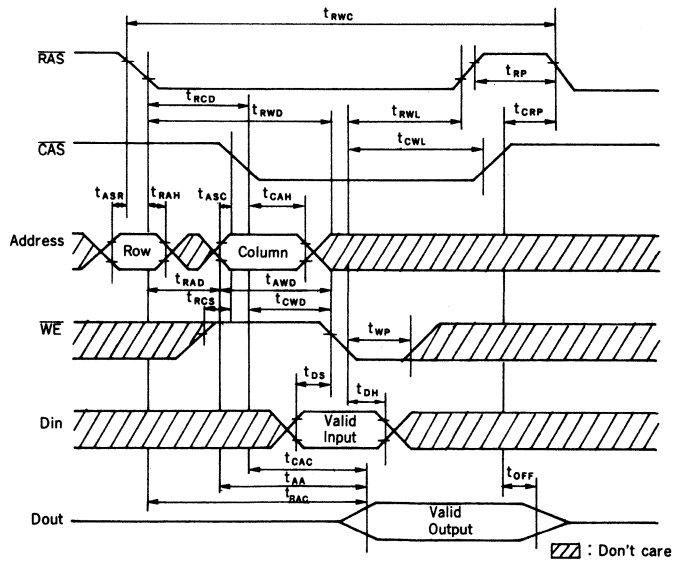 tRWC
RAS
tRP
tRCD
tRWD
tRWL
tCRP
CAS
tCWL
tASR
tRAH
tASC
tCAH
Address
Row
Column
tRAD
tAWD
tRCS
tCWD
WE
tWP
tDS
tDH
Din
Valid
Input
tCAC
tAA
tRAC
tOFF
Dout
Valid
Output
: Don't care